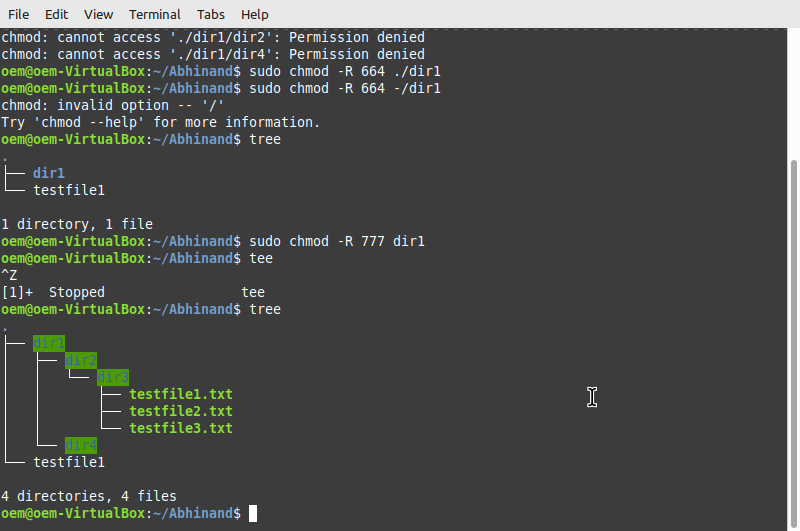 File Edit View Terminal Tabs Help
chmod: cannot access './dir1/dir2': Permission denied
chmod: cannot access './dir1/dir4': Permission denied
oem@oem-VirtualBox:~/Abhinand$ sudo chmod -R 664 ./dir1
oem@oem-VirtualBox:~/Abhinand$ sudo chmod -R 664 -/dir1
chmod: invalid option -- '/'
Try 'chmod --help' for more information.
oem@oem-VirtualBox:~/Abhinand$ tree
.
├── dir1
└── testfile1
1 directory, 1 file
oem@oem-VirtualBox:~/Abhinand$ sudo chmod -R 777 dir1
oem@oem-VirtualBox:~/Abhinand$ tee
^Z
[1]+  Stopped                 tee
oem@oem-VirtualBox:~/Abhinand$ tree
.
├── dir1
│   ├── dir2
│   │   └── dir3
│   │       ├── testfile1.txt
│   │       ├── testfile2.txt
│   │       └── testfile3.txt
│   └── dir4
└── testfile1
4 directories, 4 files
oem@oem-VirtualBox:~/Abhinand$